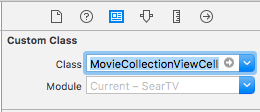 Custom Class
Class MovieCollectionViewCell
Module Current – SearTV